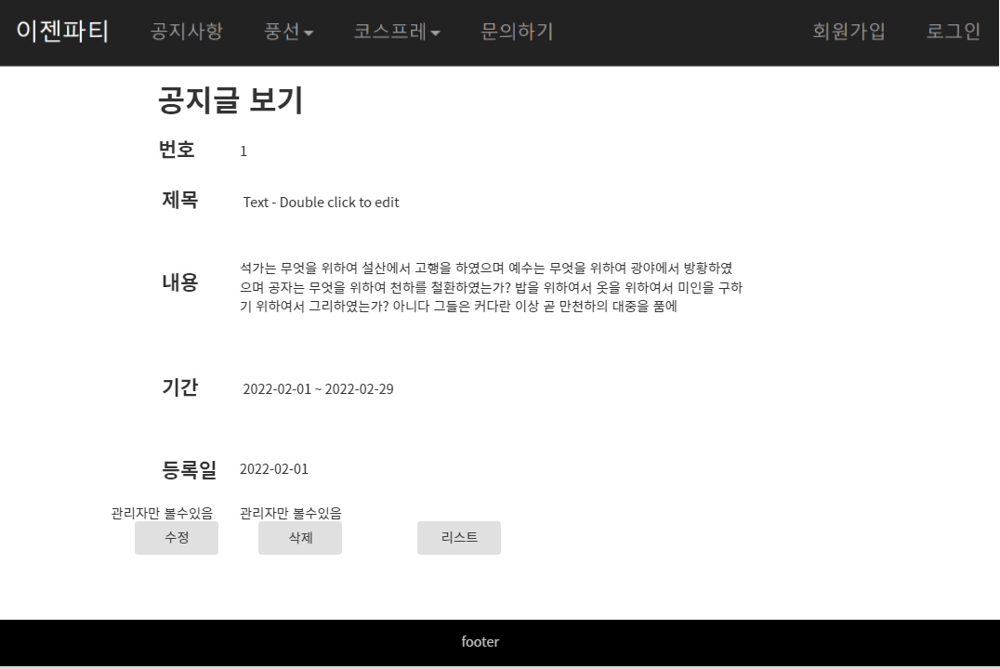 이젠파티 공지사항 풍선 코스프레 문의하기 회원가입 로그인
공지글 보기
번호 1
제목 Text - Double click to edit
내용
석가는 무엇을 위하여 설산에서 고행을 하였으며 예수는 무엇을 위하여 광야에서 방황하였
으며 공자는 무엇을 위하여 천하를 철환하였는가? 밥을 위하여서 옷을 위하여서 미인을 구하
기 위하여서 그리하였는가? 아니다 그들은 커다란 이상 곧 만천하의 대중을 품에
기간 2022-02-01 ~ 2022-02-29
등록일 2022-02-01
관리자만 볼수있음 관리자만 볼수있음
수정 삭제 리스트
footer